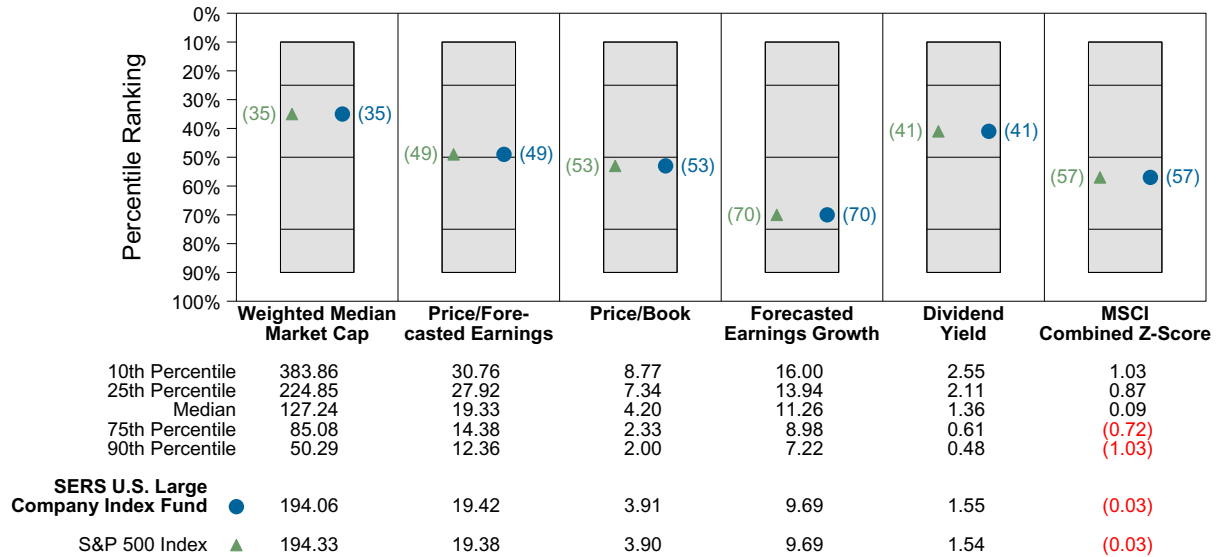 0%
10%
20%
30%
40%
50%
60%
70%
80%
90%
100%
Percentile Ranking
(35) (35)
(49) (49)
(53) (53)
(70) (70)
(41) (41)
(57) (57)
Weighted Median Market Cap
Price/Fore-casted Earnings
Price/Book
Forecasted Earnings Growth
Dividend Yield
MSCI Combined Z-Score
10th Percentile 383.86 30.76 8.77 16.00 2.55 1.03
25th Percentile 224.85 27.92 7.34 13.94 2.11 0.87
Median 127.24 19.33 4.20 11.26 1.36 0.09
75th Percentile 85.08 14.38 2.33 8.98 0.61 (0.72)
90th Percentile 50.29 12.36 2.00 7.22 0.48 (1.03)
SERS U.S. Large
Company Index Fund 194.06 19.42 3.91 9.69 1.55 (0.03)
S&P 500 Index 194.33 19.38 3.90 9.69 1.54 (0.03)